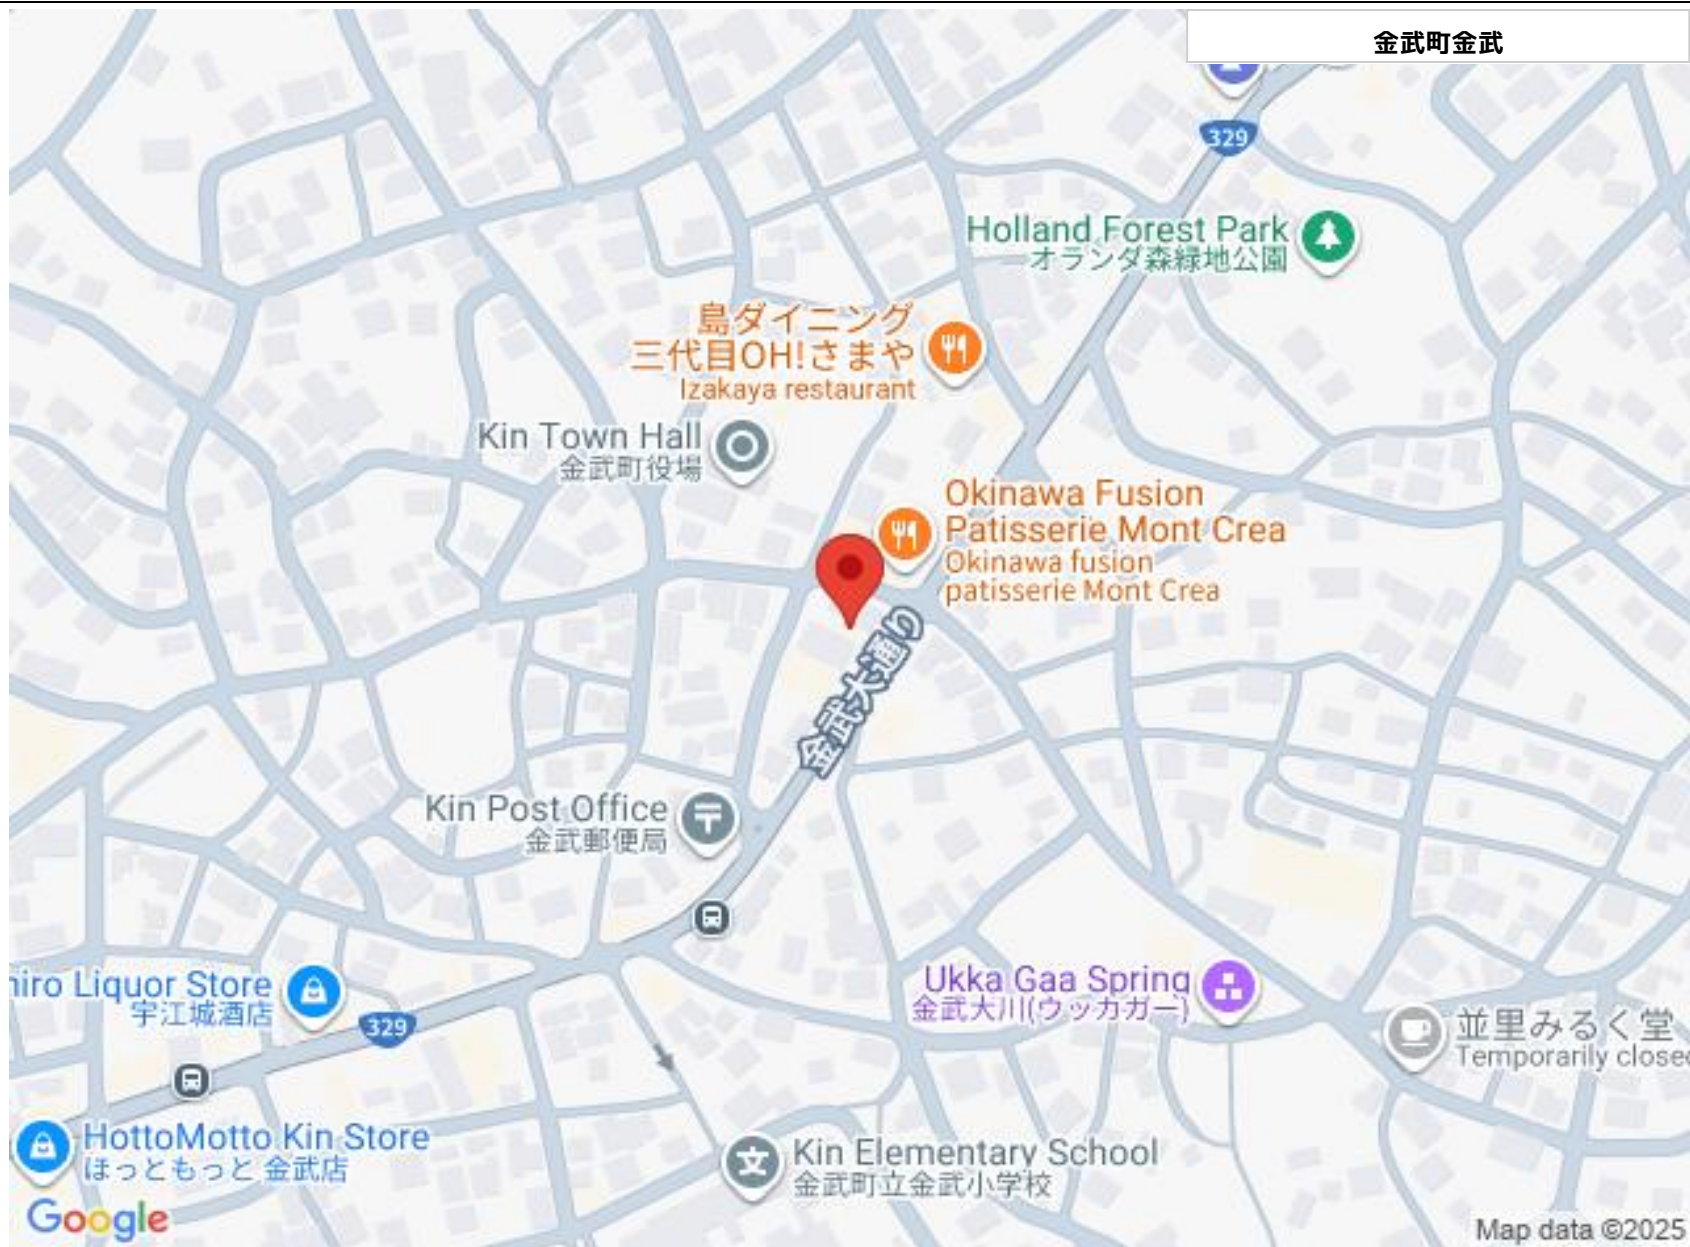 金武町金武
329
Holland Forest Park
オランダ森緑地公園
島ダイニング
三代目OH!さまや
Izakaya restaurant
Kin Town Hall
金武町役場
Okinawa Fusion
Patisserie Mont Crea
Okinawa fusion
patisserie Mont Crea
金武大通り
Kin Post Office
金武郵便局
hiro Liquor Store
宇江城酒店
329
Ukka Gaa Spring
金武大川(ウッカガー)
並里みるく堂
Temporarily closed
HottoMotto Kin Store
ほっともっと 金武店
Kin Elementary School
金武町立金武小学校
文
Google
Map data ©2025